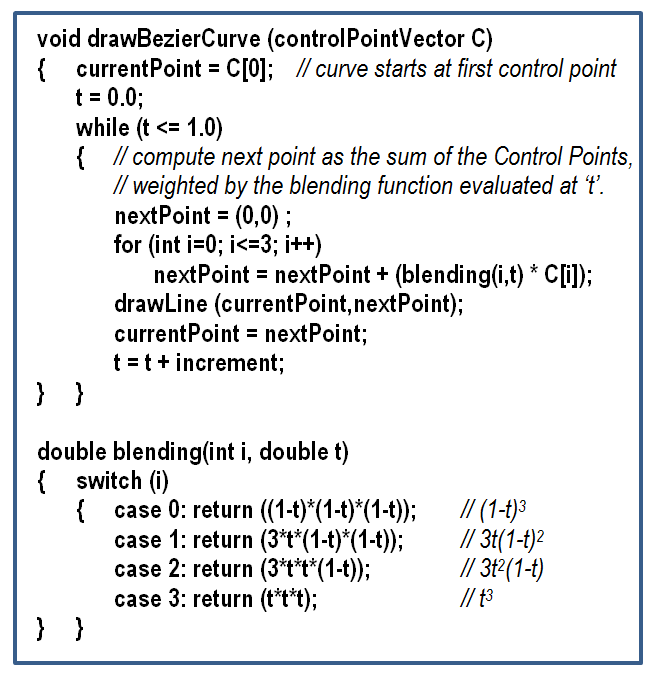 void drawBezierCurve (controlPointVector C)
{ currentPoint = C[0]; // curve starts at first control point
t = 0.0;
while (t <= 1.0)
{ // compute next point as the sum of the Control Points,
// weighted by the blending function evaluated at ‘t’.
nextPoint = (0,0) ;
for (int i=0; i<=3; i++)
nextPoint = nextPoint + (blending(i,t) * C[i]);
drawLine (currentPoint,nextPoint);
currentPoint = nextPoint;
t = t + increment;
} }
double blending(int i, double t)
{ switch (i)
{ case 0: return ((1-t)*(1-t)*(1-t)); // (1-t)³
case 1: return (3*t*(1-t)*(1-t)); // 3t(1-t)²
case 2: return (3*t*t*(1-t)); // 3t²(1-t)
case 3: return (t*t*t); // t³
} }